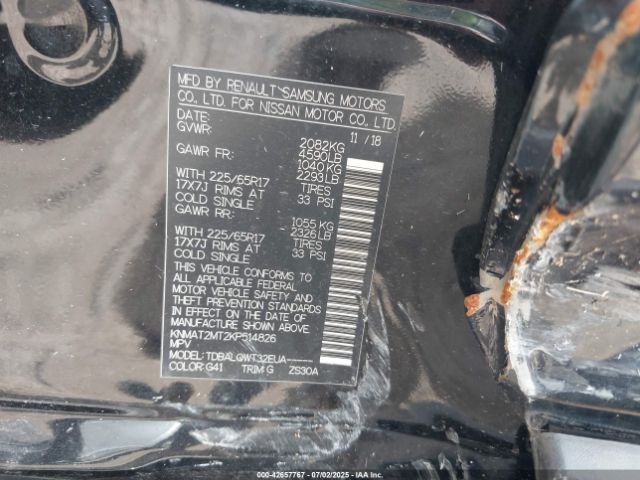 MFD BY RENAULT SAMSUNG MOTORS
CO., LTD. FOR NISSAN MOTOR CO., LTD.
DATE: 11 / 18
GVWR: 2082KG
4590LB
GAWR FR: 1040KG
2293LB
WITH 225/65R17 TIRES
17X7J RIMS AT 33 PSI
COLD SINGLE
GAWR RR: 1055 KG
2326LB
WITH 225/65R17 TIRES
17X7J RIMS AT 33 PSI
COLD SINGLE
THIS VEHICLE CONFORMS TO
ALL APPLICABLE FEDERAL
MOTOR VEHICLE SAFETY AND
THEFT PREVENTION STANDARDS
IN EFFECT ON THE DATE OF
MANUFACTURE SHOWN ABOVE.
KNMAT2MT2KP514826
MPV
MODEL: TDBALGWT32EUA------
COLOR: G41 TRIM: G ZS30A
000-42657767 - 07/02/2025 - IAAI.com